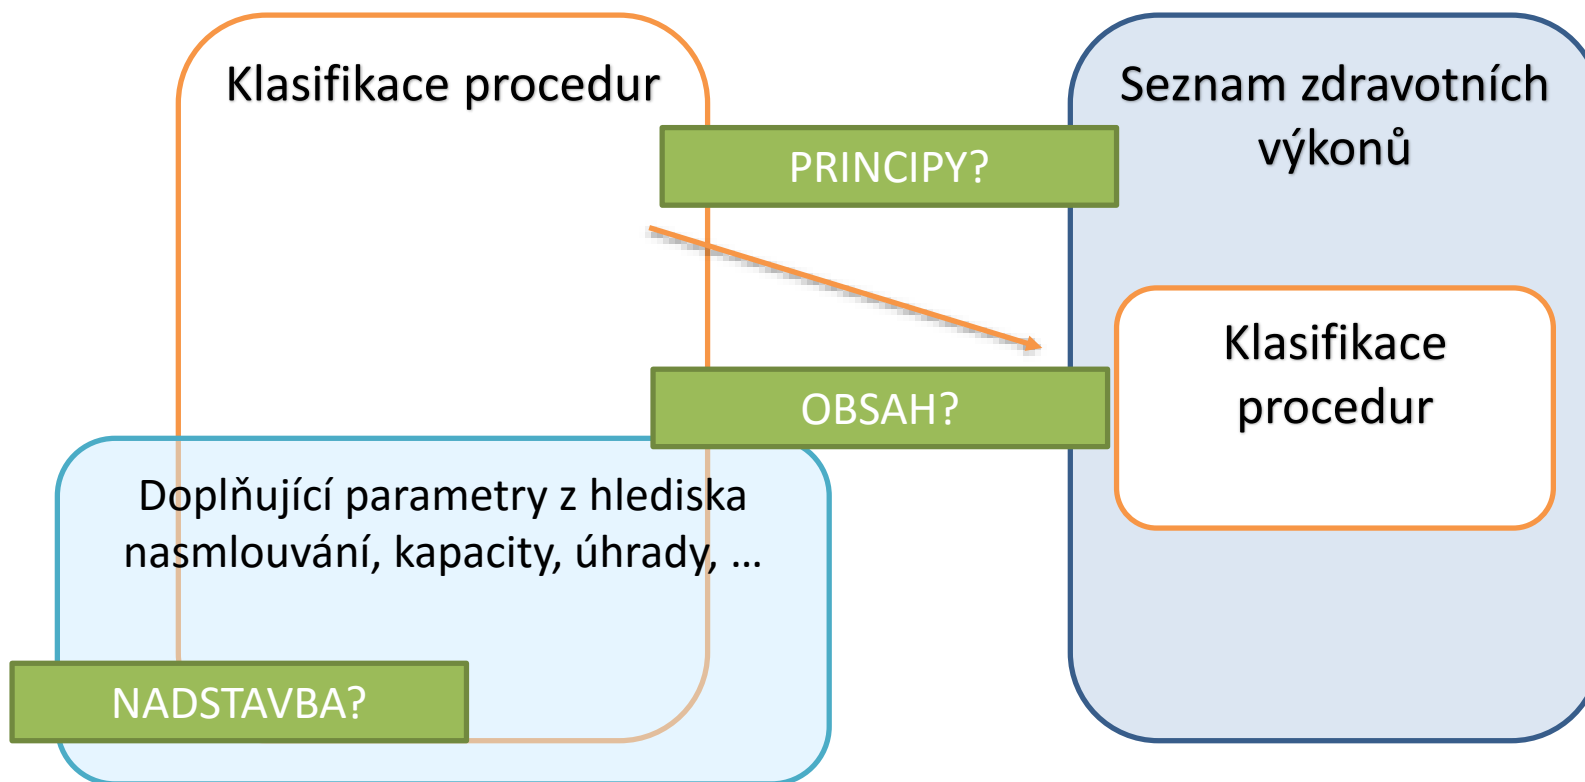 Klasifikace procedur
Seznam zdravotních
výkonů
PRINCIPY?
Klasifikace
procedur
OBSAH?
Doplňující parametry z hlediska
nasmlouvání, kapacity, úhrady, ...
NADSTAVBA?